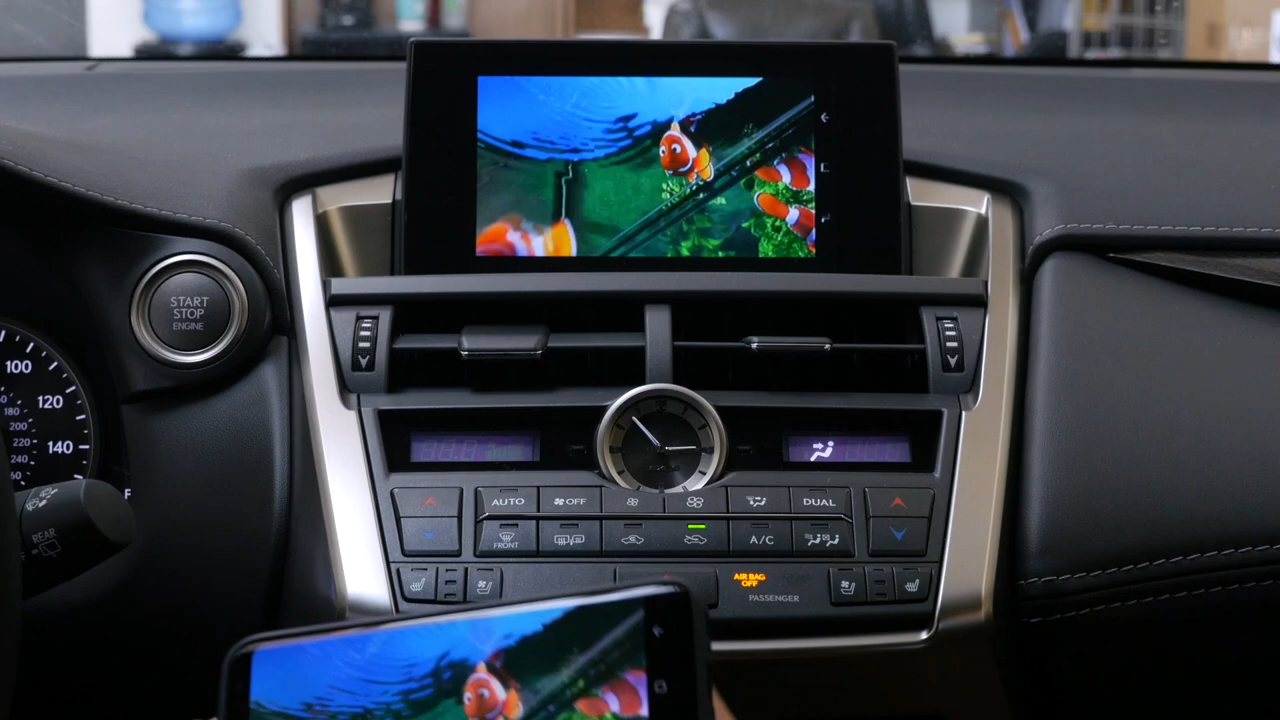 START
STOP
ENGINE
100
120
140
180
200
220
240
REAR
AUTO
OFF
DUAL
FRONT
A/C
AIR BAG
OFF
PASSENGER